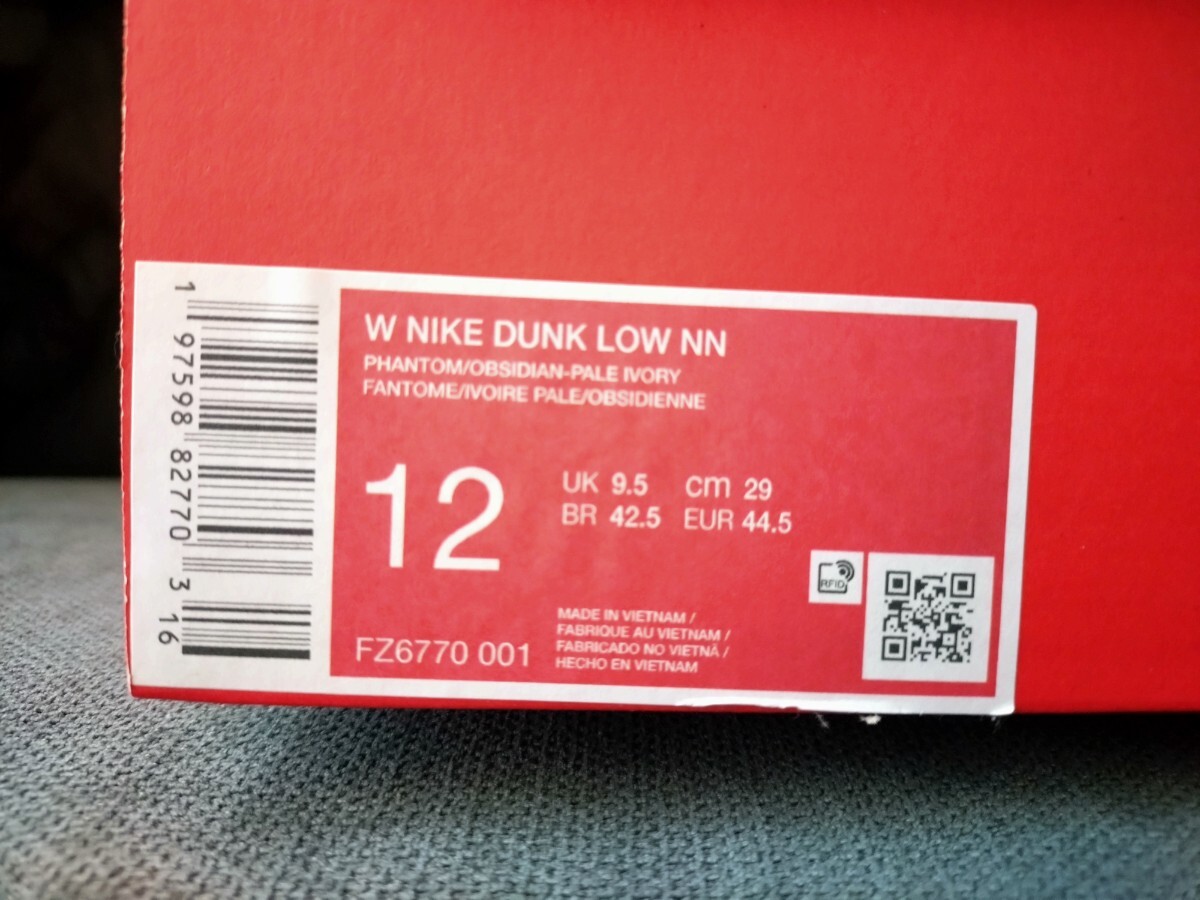 W NIKE DUNK LOW NN
PHANTOM/OBSIDIAN-PALE IVORY
FANTOME/IVOIRE PALE/OBSIDIENNE
12
UK 9.5 cm 29
BR 42.5 EUR 44.5
RFID
FZ6770 001
MADE IN VIETNAM /
FABRIQUE AU VIETNAM /
FABRICADO NO VIETNÃ /
HECHO EN VIETNAM
1 97598 82770 3 16